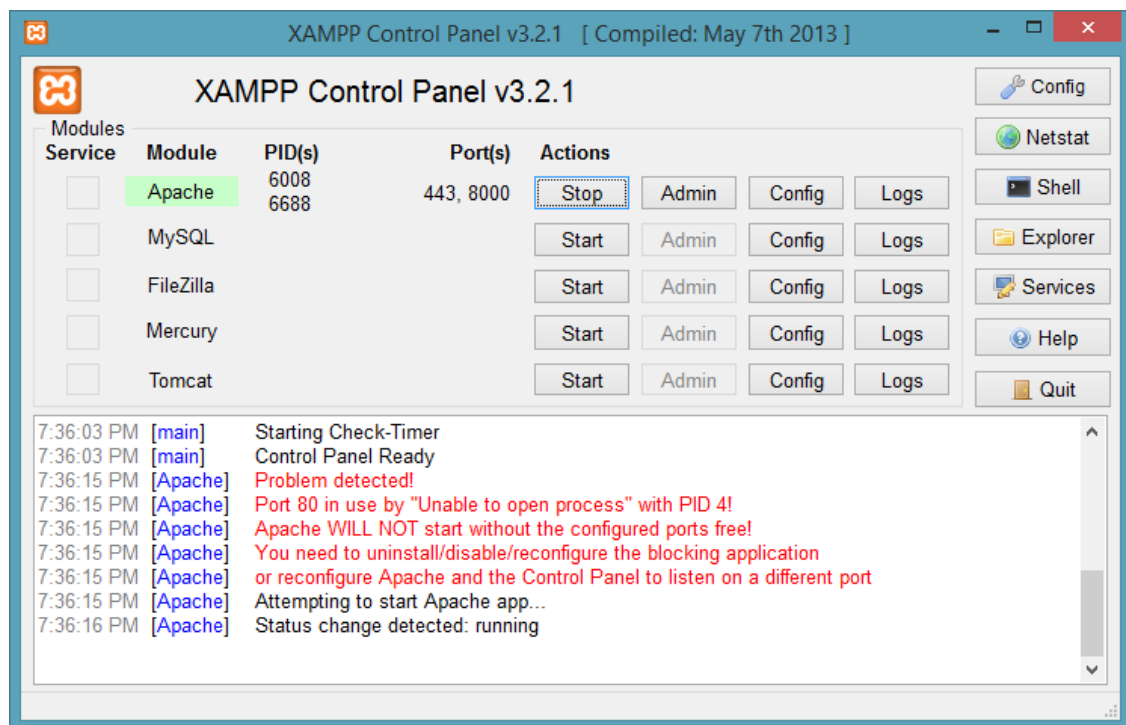 XAMPP Control Panel v3.2.1 [ Compiled: May 7th 2013 ]
XAMPP Control Panel v3.2.1
Config
Modules
Netstat
Service Module PID(s) Port(s) Actions
Apache 6008 443, 8000 Stop Admin Config Logs
6688
Shell
MySQL Start Admin Config Logs
Explorer
FileZilla Start Admin Config Logs
Services
Mercury Start Admin Config Logs
Help
Tomcat Start Admin Config Logs
Quit
7:36:03 PM [main] Starting Check-Timer
7:36:03 PM [main] Control Panel Ready
7:36:15 PM [Apache] Problem detected!
7:36:15 PM [Apache] Port 80 in use by "Unable to open process" with PID 4!
7:36:15 PM [Apache] Apache WILL NOT start without the configured ports free!
7:36:15 PM [Apache] You need to uninstall/disable/reconfigure the blocking application
7:36:15 PM [Apache] or reconfigure Apache and the Control Panel to listen on a different port
7:36:15 PM [Apache] Attempting to start Apache app...
7:36:16 PM [Apache] Status change detected: running